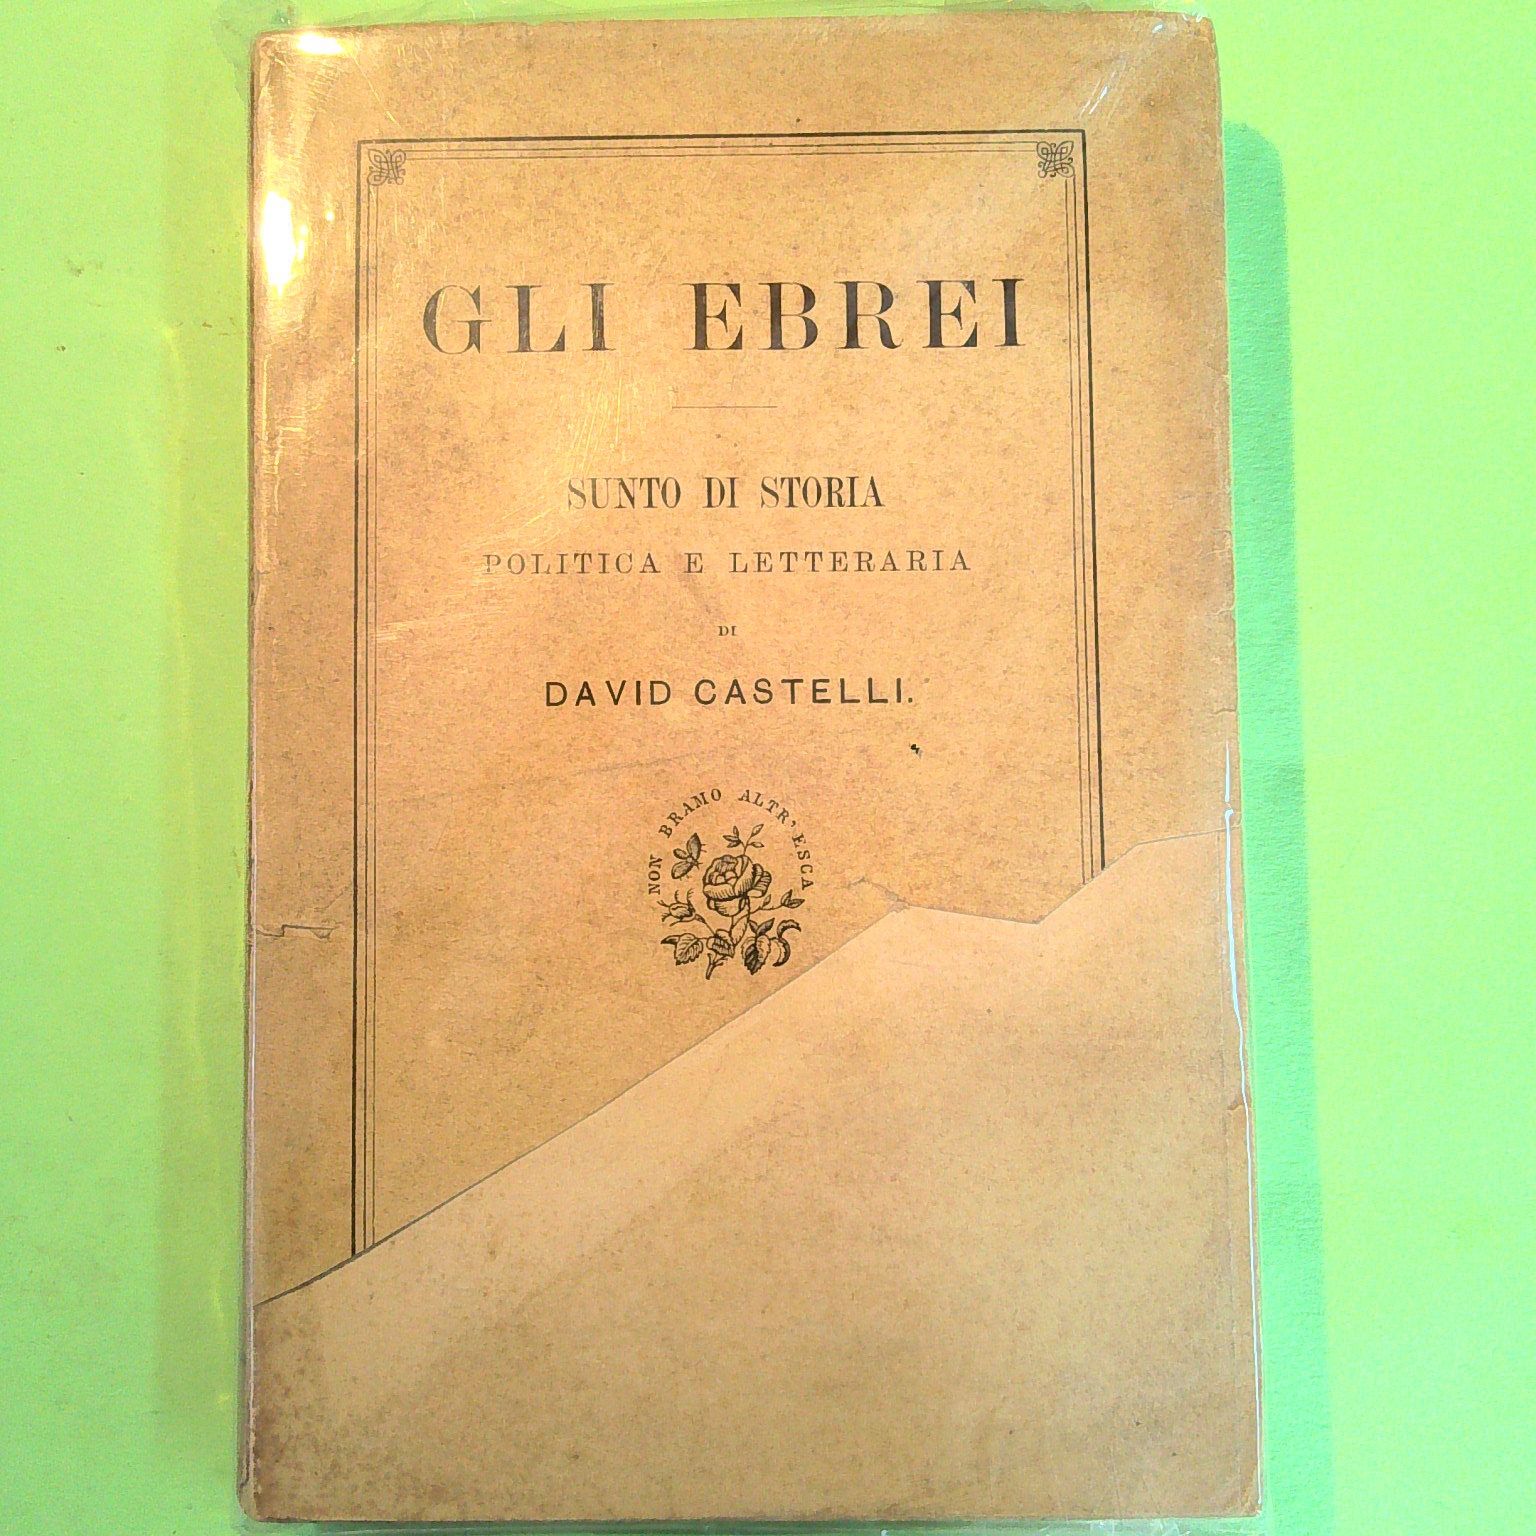 GLI EBREI
SUNTO DI STORIA
POLITICA E LETTERARIA
DI
DAVID CASTELLI.
NON BRAMO ALTR' ESCA